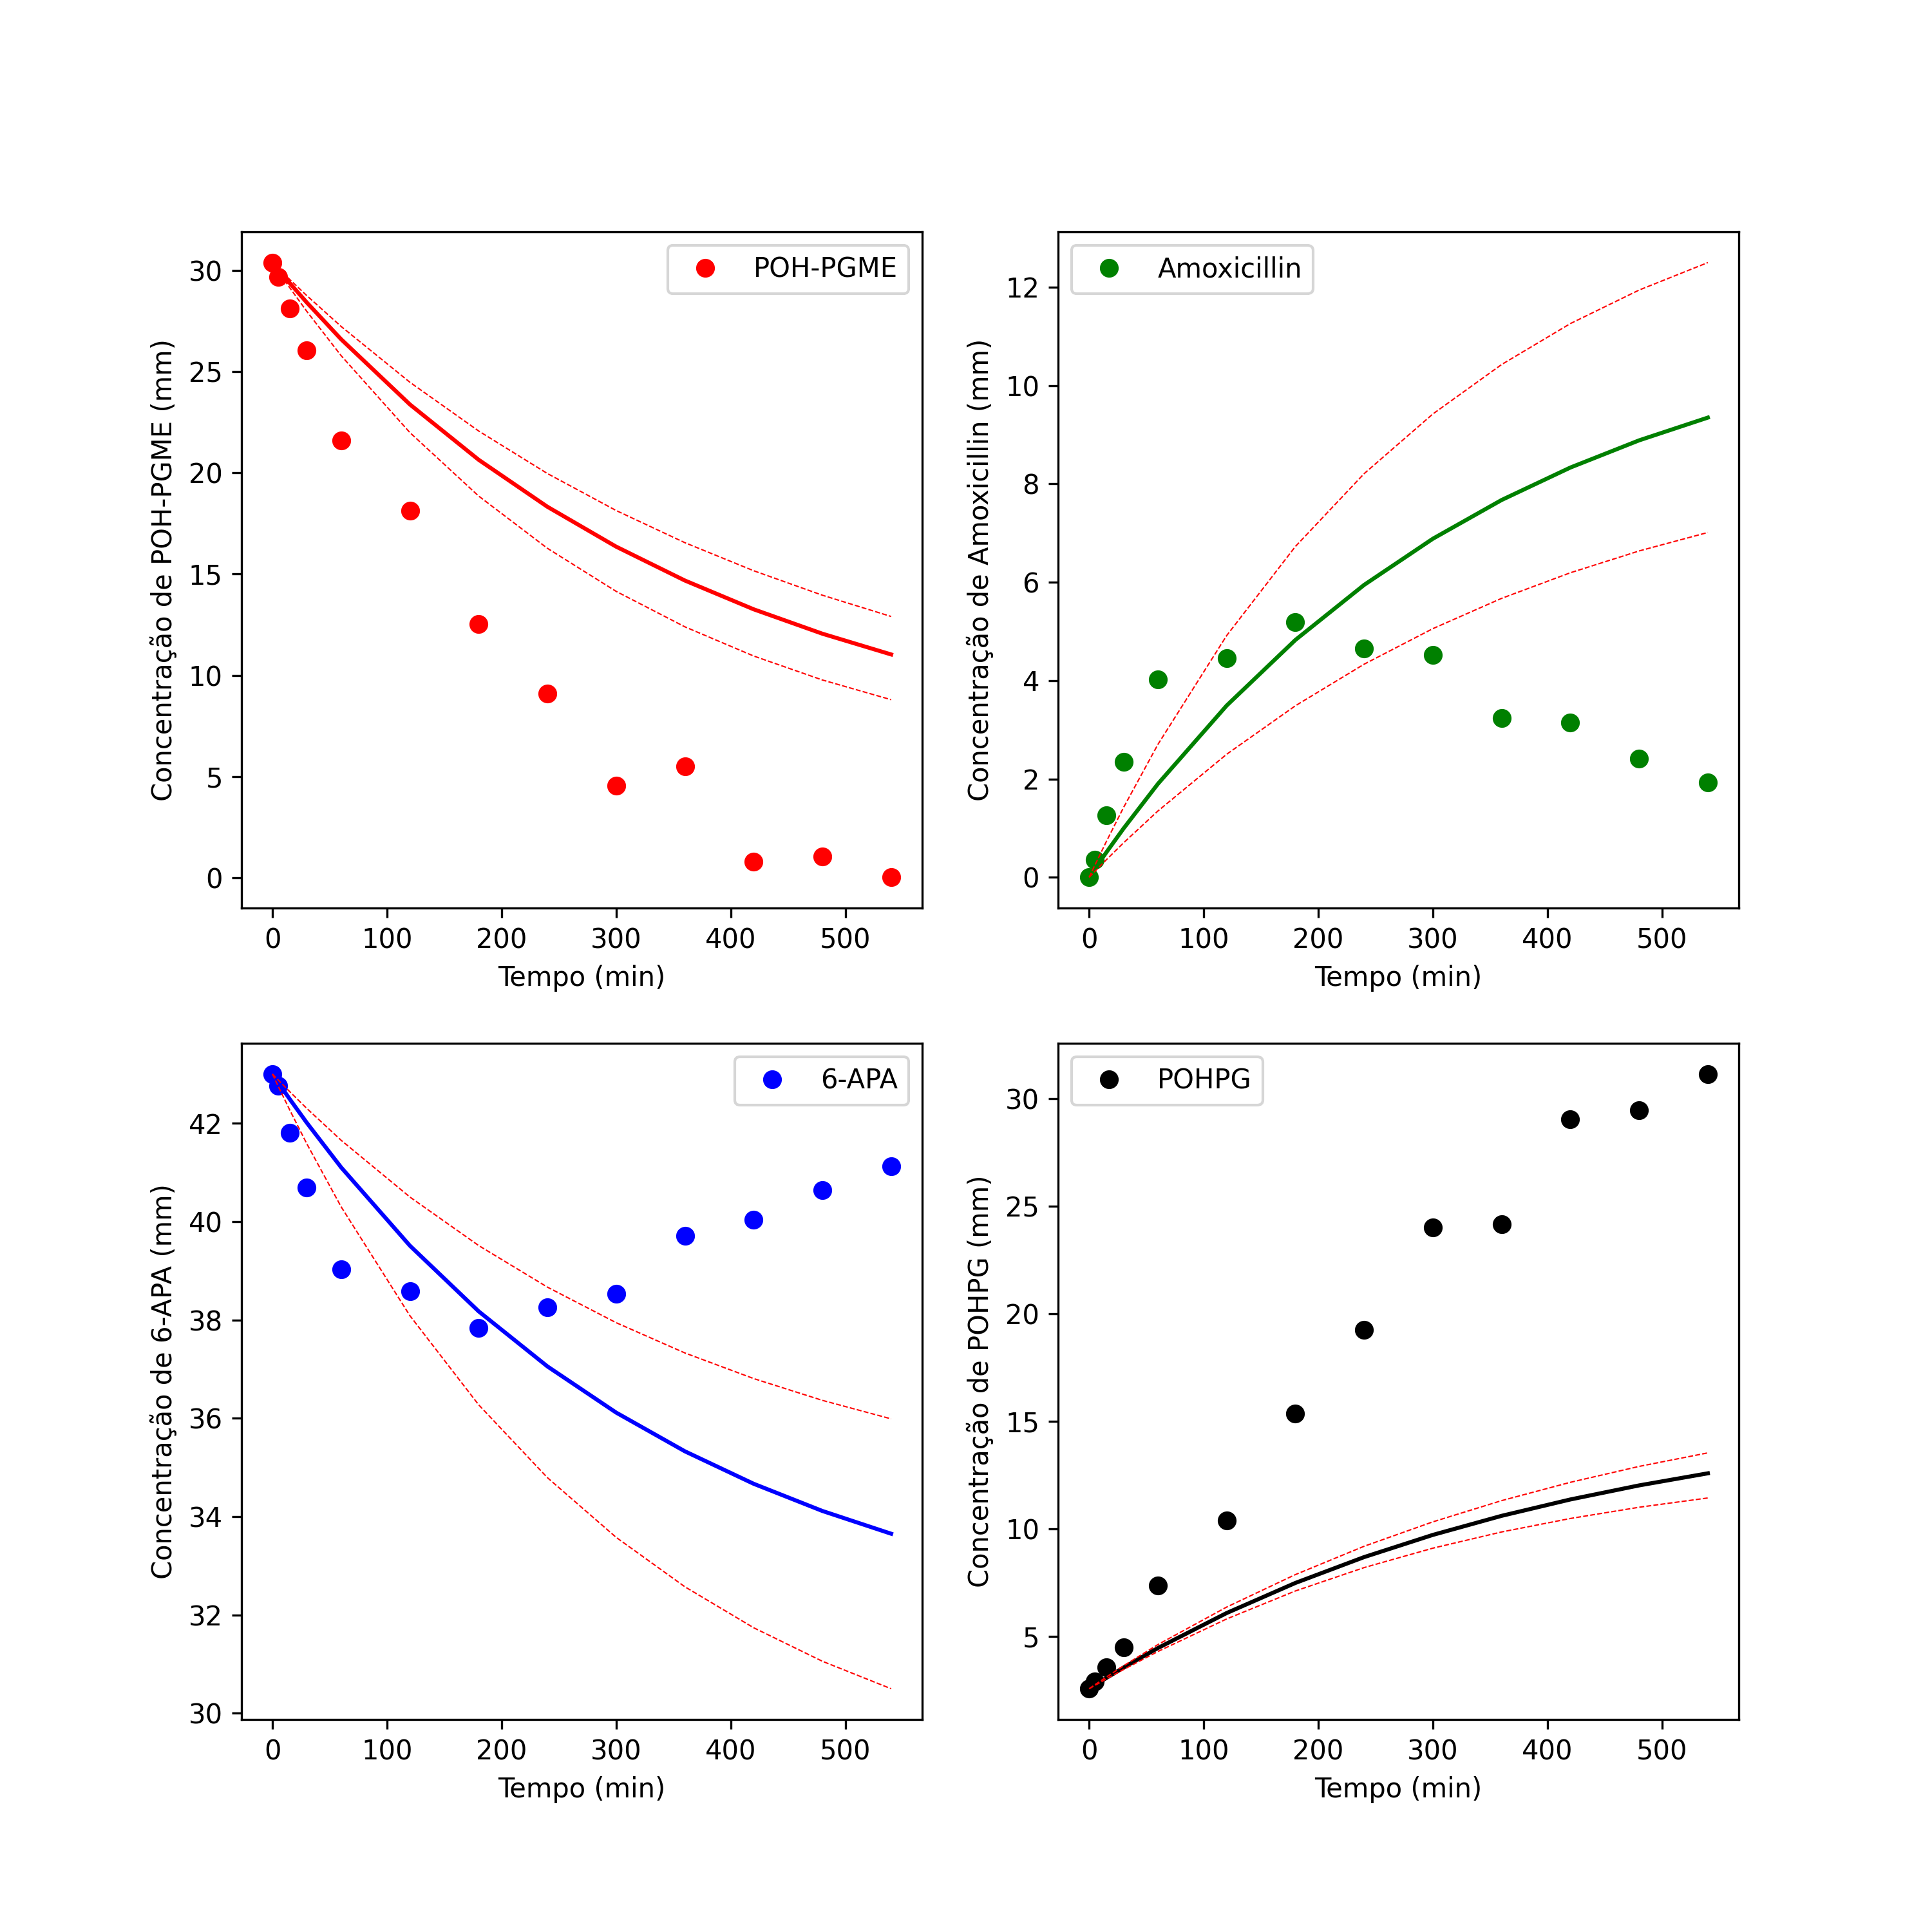 POH-PGME
Concentração de POH-PGME (mm)
30
25
20
15
10
5
0
0 100 200 300 400 500
Tempo (min)
Amoxicillin
Concentração de Amoxicillin (mm)
12
10
8
6
4
2
0
0 100 200 300 400 500
Tempo (min)
6-APA
Concentração de 6-APA (mm)
42
40
38
36
34
32
30
0 100 200 300 400 500
Tempo (min)
POHPG
Concentração de POHPG (mm)
30
25
20
15
10
5
0 100 200 300 400 500
Tempo (min)